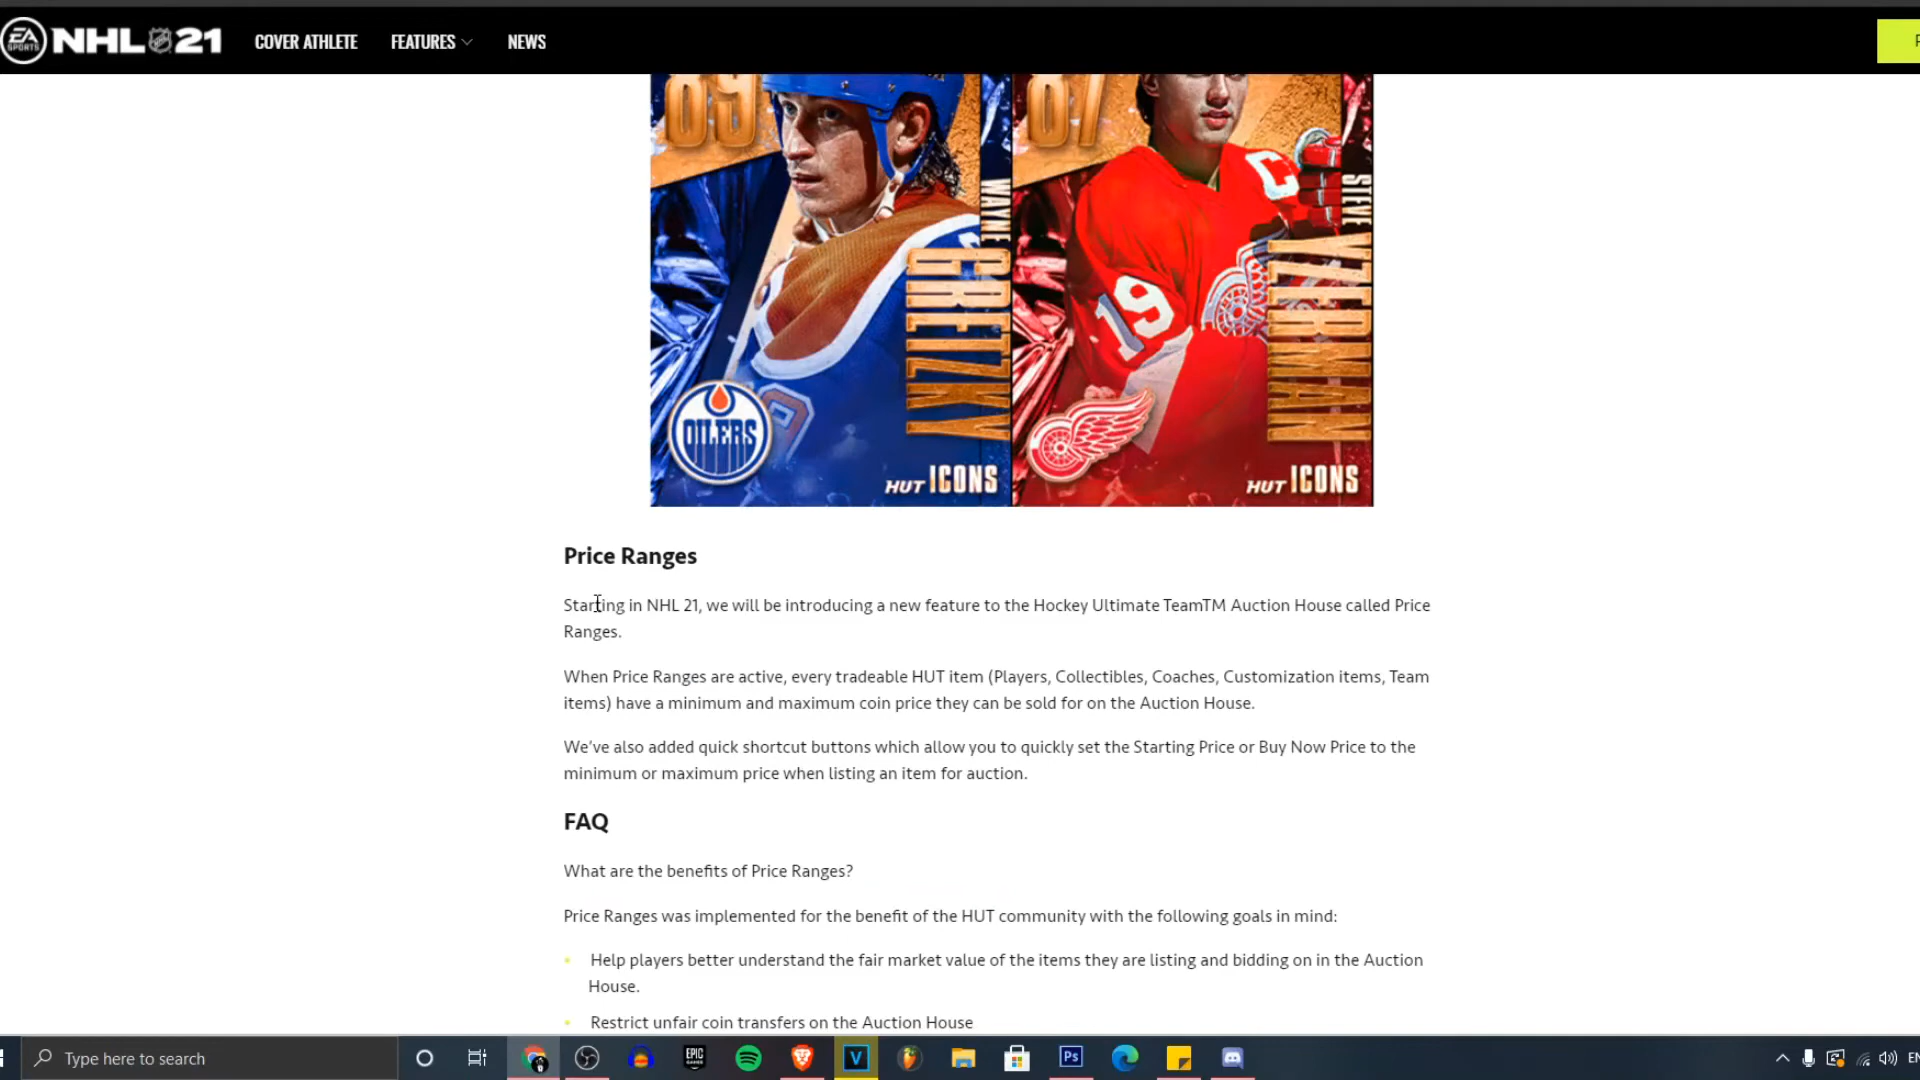 EA SPORTS NHL 21 COVER ATHLETE FEATURES NEWS
89 87
WAYNE GRETZKY
STEVE YZERMAN
C
19
OILERS
HUT ICONS
HUT ICONS
Price Ranges
Starting in NHL 21, we will be introducing a new feature to the Hockey Ultimate TeamTM Auction House called Price
Ranges.
When Price Ranges are active, every tradeable HUT item (Players, Collectibles, Coaches, Customization items, Team
items) have a minimum and maximum coin price they can be sold for on the Auction House.
We’ve also added quick shortcut buttons which allow you to quickly set the Starting Price or Buy Now Price to the
minimum or maximum price when listing an item for auction.
FAQ
What are the benefits of Price Ranges?
Price Ranges was implemented for the benefit of the HUT community with the following goals in mind:
• Help players better understand the fair market value of the items they are listing and bidding on in the Auction
House.
• Restrict unfair coin transfers on the Auction House
Type here to search
EPIC GAMES
V
Ps